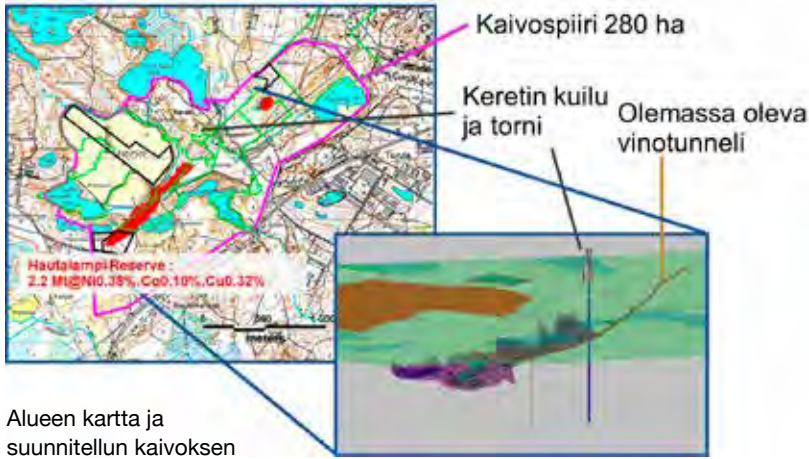 Kaivospiiri 280 ha
Keretin kuilu
ja torni
Olemassa oleva
vinotunneli
Hautalampi-Reserve :
2.2 Mt@Ni0.38%.Co0.10%.Cu0.32%
meters
Alueen kartta ja
suunnitellun kaivoksen